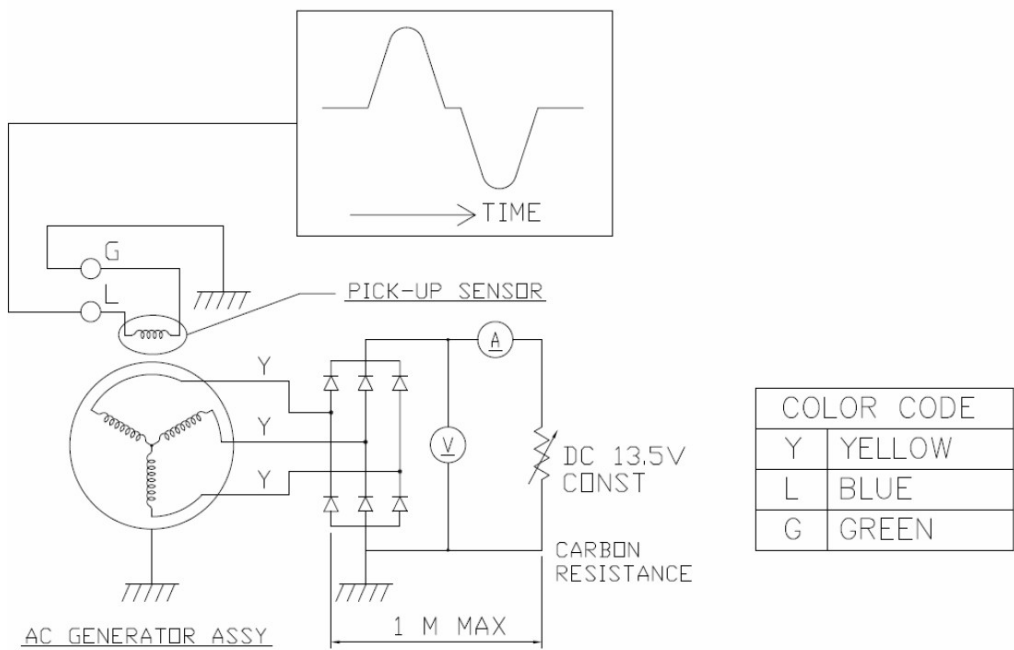 TIME
G
L
PICK-UP SENSOR
A
Y
Y
Y
V
DC 13.5V
CONST
CARBON
RESISTANCE
1 M MAX
AC GENERATOR ASSY
COLOR CODE
Y YELLOW
L BLUE
G GREEN